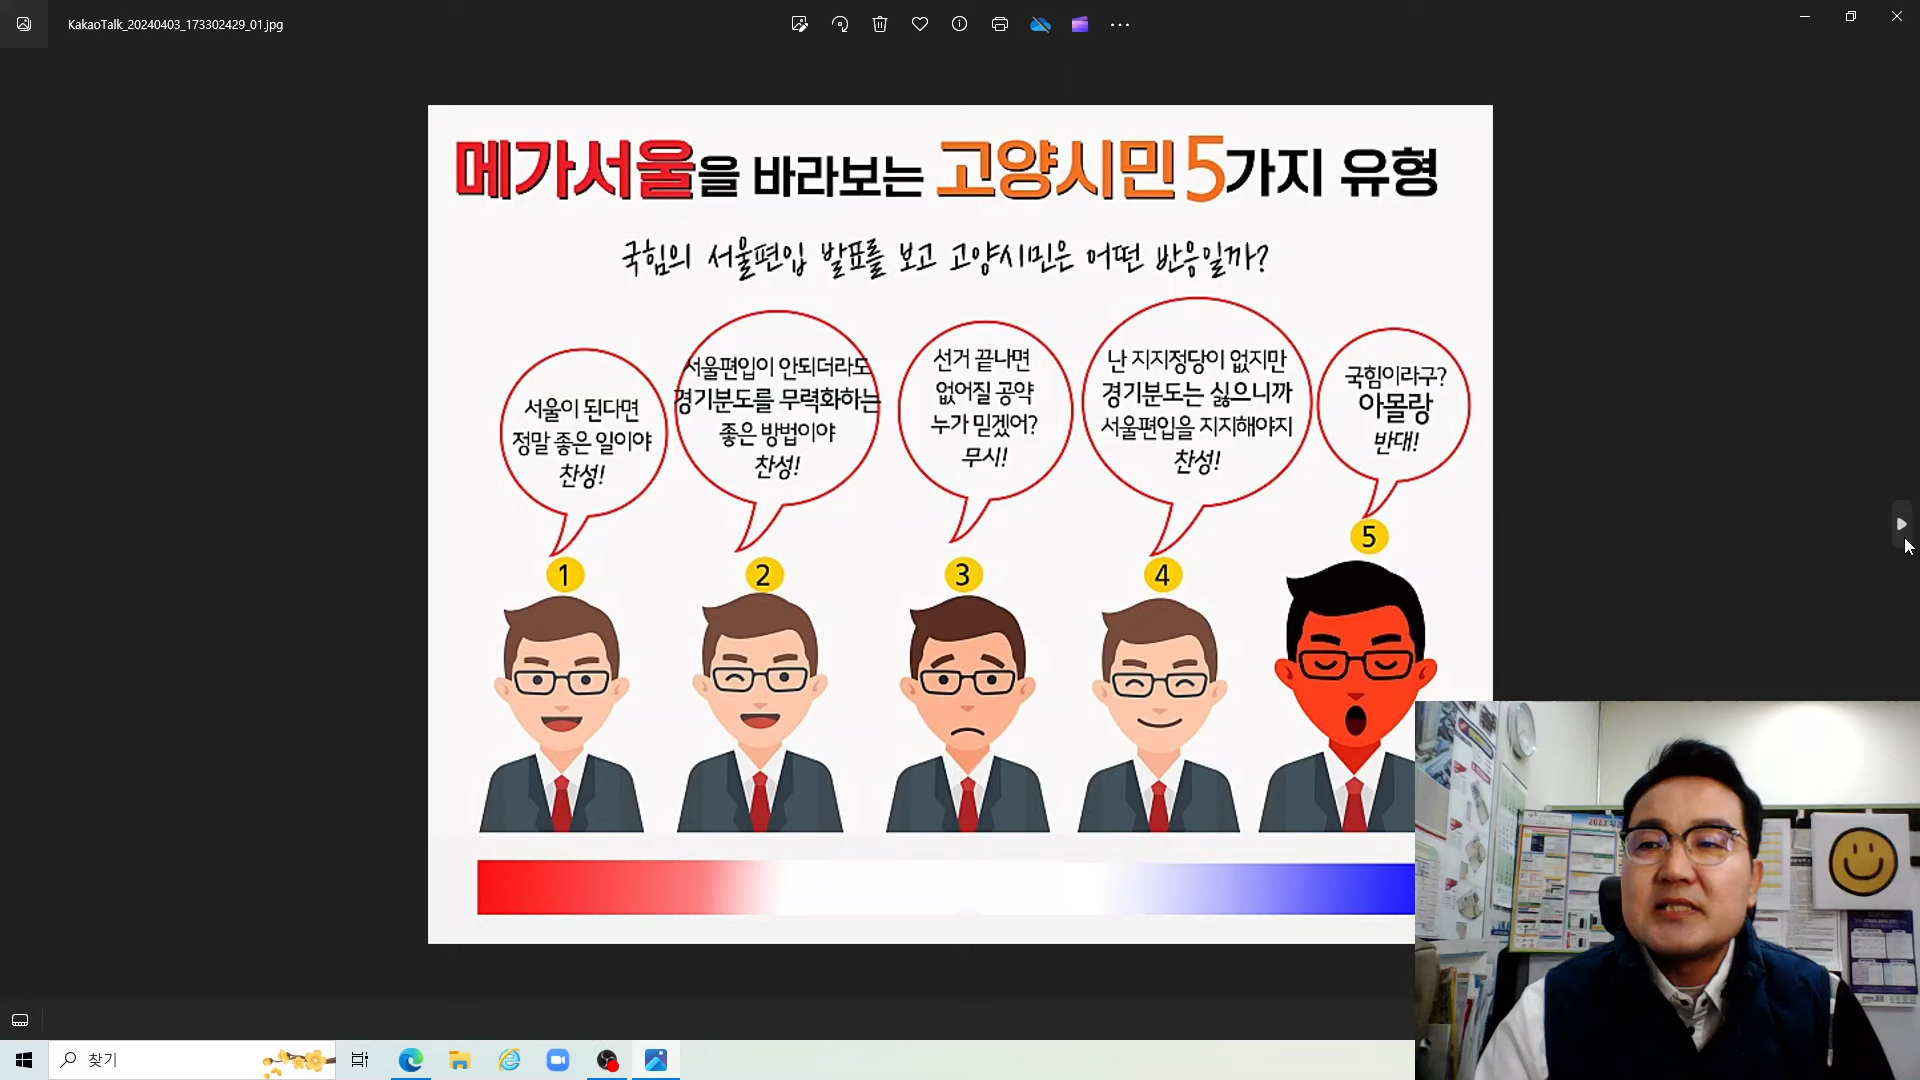 KakaoTalk_20240403_173302429_01.jpg
메가서울을 바라보는 고양시민 5가지 유형
국힘의 서울편입 발표를 보고 고양시민은 어떤 반응일까?
서울이 된다면
정말 좋은 일이야
찬성!
서울편입이 안되더라도
경기분도를 무력화하는
좋은 방법이야
찬성!
선거 끝나면
없어질 공약
누가 믿겠어?
무시!
난 지지정당이 없지만
경기분도는 싫으니까
서울편입을 지지해야지
찬성!
국힘이라구?
아몰랑
반대!
1
2
3
4
5
찾기